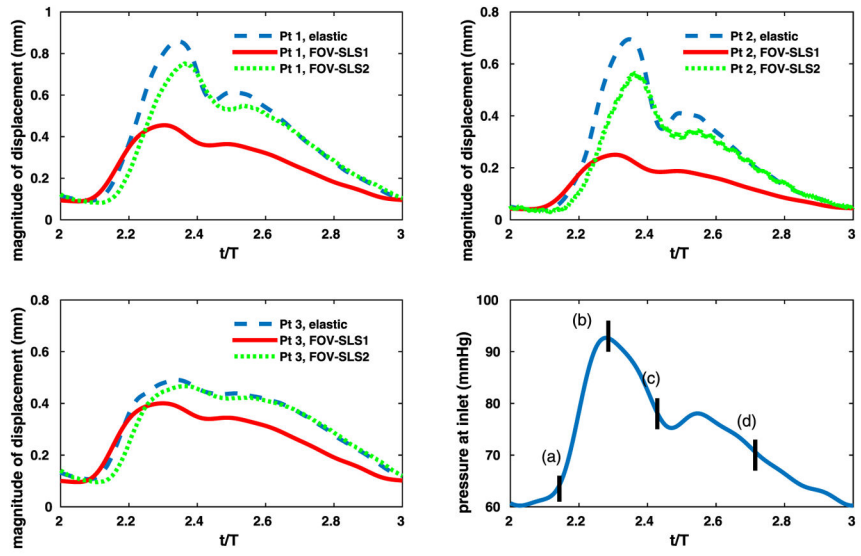 1
0.8
0.6
0.4
0.2
0
2
2.2
2.4
2.6
2.8
3
t/T
magnitude of displacement (mm)
Pt 1, elastic
Pt 1, FOV-SLS1
Pt 1, FOV-SLS2
0.8
0.6
0.4
0.2
0
2
2.2
2.4
2.6
2.8
3
t/T
magnitude of displacement (mm)
Pt 2, elastic
Pt 2, FOV-SLS1
Pt 2, FOV-SLS2
0.8
0.6
0.4
0.2
0
2
2.2
2.4
2.6
2.8
3
t/T
magnitude of displacement (mm)
Pt 3, elastic
Pt 3, FOV-SLS1
Pt 3, FOV-SLS2
100
90
80
70
60
2
2.2
2.4
2.6
2.8
3
t/T
pressure at inlet (mmHg)
(a)
(b)
(c)
(d)